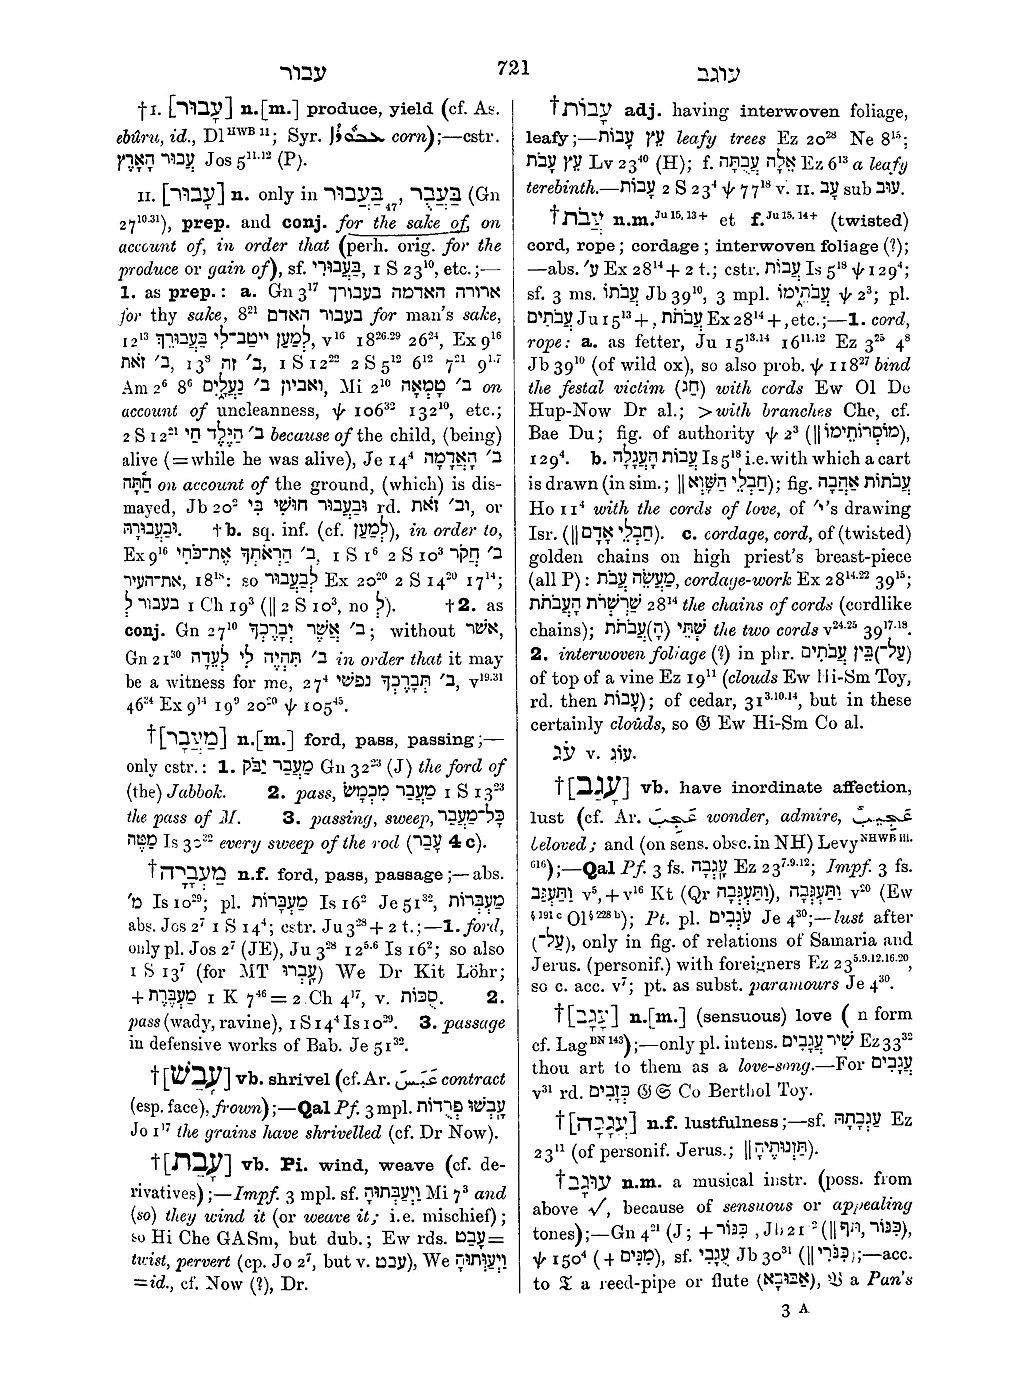 עבור
721
עוגב
†I. [עָבוּר] n.[m.] produce, yield (cf. As.
ebûru, id., Dl HWB 11; Syr. corn);—cstr.
עֲבוּר הָאָרֶץ Jos 5 11.12 (P).
II. [עָבוּר] n. only in בַּעֲבוּר 47, בַּעֲבֻר (Gn
27 10.31), prep. and conj. for the sake of, on
account of, in order that (perh. orig. for the
produce or gain of), sf. בַּעֲבוּרִי, 1 S 23 10, etc.;—
1. as prep.: a. Gn 3 17 ארורה האדמה בעבורך
for thy sake, 8 21 בעבור האדם for man's sake,
12 13 לְמַעַן יִיטַב־לִי בַּעֲבוּרֵךְ, v 16 18 26.29 26 24, Ex 9 16
ב׳ זֹאת, 13 8 ב׳ זֶה, 1 S 12 22 2 S 5 12 6 12 7 21 9 1.7
Am 2 6 8 6 וְאביון ב׳ נַעֲלָיִם, Mi 2 10 ב׳ טָמְאָה on
account of uncleanness, ψ 106 32 132 10, etc.;
2 S 12 21 ב׳ הַיֶּלֶד חַי because of the child, (being)
alive (=while he was alive), Je 14 4 ב׳ הָאֲדָמָה
חַתָּה on account of the ground, (which) is dis-
mayed, Jb 20 2 וּבַעֲבוּר חוּשִׁי בִי rd. וב׳ זֹאת, or
וּבַעֲבוּרָהּ. †b. sq. inf. (cf. לְמַעַן), in order to,
Ex 9 16 ב׳ הַרְאֹתְךָ אֶת־כֹּחִי, 1 S 1 6 2 S 10 3 ב׳ חֲקֹר
את־העיר, 18 18: so לְבַעֲבוּר Ex 20 20 2 S 14 20 17 14;
בעבור לְ 1 Ch 19 3 (‖ 2 S 10 3, no לְ). †2. as
conj. Gn 27 10 ב׳ אֲשֶׁר יְבָרֶכְךָ; without אשׁר,
Gn 21 30 ב׳ תִּהְיֶה לִי לְעֵדָה in order that it may
be a witness for me, 27 4 ב׳ תְּבָרֶכְךָ נפשׁי, v 19.31
46 34 Ex 9 14 19 9 20 20 ψ 105 45.
†[מַעֲבָר] n.[m.] ford, pass, passing;—
only cstr.: 1. מַעֲבַר יַבֹּק Gn 32 23 (J) the ford of
(the) Jabbok. 2. pass, מַעֲבַר מִכְמָשׂ 1 S 13 23
the pass of M. 3. passing, sweep, כָּל־מַעֲבַר
מַטֶּה Is 30 32 every sweep of the rod (עָבַר 4 c).
†מַעְבָּרָה n.f. ford, pass, passage;—abs.
מ׳ Is 10 29; pl. מַעְבָּרוֹת Is 16 2 Je 51 32, מַעְבְּרוֹת
abs. Jos 2 7 1 S 14 4; cstr. Ju 3 28 + 2 t.;—1. ford,
only pl. Jos 2 7 (JE), Ju 3 28 12 5.6 Is 16 2; so also
1 S 13 7 (for MT עָבְרוּ) We Dr Kit Löhr;
+ מַעְבֶּרֶת 1 K 7 46 = 2 Ch 4 17, v. סֻכּוֹת. 2.
pass (wady, ravine), 1 S 14 4 Is 10 29. 3. passage
in defensive works of Bab. Je 51 32.
†[עָבֵשׁ] vb. shrivel (cf. Ar. عَبَسَ contract
(esp. face), frown);—Qal Pf. 3 mpl. עָבְשׁוּ פְרֻדוֹת
Jo 1 17 the grains have shrivelled (cf. Dr Now).
†[עָבַת] vb. Pi. wind, weave (cf. de-
rivatives);—Impf. 3 mpl. sf. וַיְעַבְּתוּהָ Mi 7 3 and
(so) they wind it (or weave it; i.e. mischief);
so Hi Che GASm, but dub.; Ew rds. עָבַט=
twist, pervert (cp. Jo 2 7, but v. עבט), We וַיְעַוְּתוּהָ
=id., cf. Now (?), Dr.
†עָבוֹת adj. having interwoven foliage,
leafy;—עֵץ עָבוֹת leafy trees Ez 20 28 Ne 8 15;
עֵץ עָבֹת Lv 23 40 (H); f. אֵלָה עֲבֻתָּה Ez 6 13 a leafy
terebinth.—עָבוֹת 2 S 23 4 ψ 77 18 v. II. עָב sub עוּב.
†עֲבֹת n.m. Ju 15, 13+ et f. Ju 15, 14+ (twisted)
cord, rope; cordage; interwoven foliage (?);
—abs. ע׳ Ex 28 14 + 2 t.; cstr. עֲבוֹת Is 5 18 ψ 129 4;
sf. 3 ms. עֲבֹתוֹ Jb 39 10, 3 mpl. עֲבֹתֵימוֹ ψ 2 3; pl.
עֲבֹתִים Ju 15 13 +, עֲבֹתֹת Ex 28 14 +, etc.;—1. cord,
rope: a. as fetter, Ju 15 13.14 16 11.12 Ez 3 25 4 8
Jb 39 10 (of wild ox), so also prob. ψ 118 27 bind
the festal victim (חַג) with cords Ew Ol De
Hup-Now Dr al.; >with branches Che, cf.
Bae Du; fig. of authority ψ 2 3 (‖ מוֹסְרוֹתֵימוֹ),
129 4. b. עֲבוֹת הָעֲגָלָה Is 5 18 i.e. with which a cart
is drawn (in sim.; ‖ חַבְלֵי הַשָּׁוְא); fig. עֲבֹתוֹת אַהֲבָה
Ho 11 4 with the cords of love, of י׳'s drawing
Isr. (‖ חַבְלֵי אָדָם). c. cordage, cord, of (twisted)
golden chains on high priest's breast-piece
(all P): מַעֲשֵׂה עֲבֹת, cordage-work Ex 28 14.22 39 15;
שַׁרְשְׁרֹת הָעֲבֹתֹת 28 14 the chains of cords (cordlike
chains); שְׁתֵּי (הָ)עֲבֹתֹת the two cords v 24.25 39 17.18.
2. interwoven foliage (?) in phr. (עַל־)בֵּין עֲבֹתִים
of top of a vine Ez 19 11 (clouds Ew Hi-Sm Toy,
rd. then עָבוֹת); of cedar, 31 3.10.14, but in these
certainly clouds, so 𝔊 Ew Hi-Sm Co al.
עֹג v. עוֹג.
†[עָגַב] vb. have inordinate affection,
lust (cf. Ar. عَجِبَ wonder, admire, عَجِيبٌ
beloved; and (on sens. obsc. in NH) Levy NHWB iii.
616);—Qal Pf. 3 fs. עָגְבָה Ez 23 7.9.12; Impf. 3 fs.
וַתַּעְגַּב v 5, + v 16 Kt (Qr וַתַּעְגְּבָה), וַתַּעְגְּבָה v 20 (Ew
§ 191 c Ol § 228 b); Pt. pl. עֹגְבִים Je 4 30;—lust after
(עַל־), only in fig. of relations of Samaria and
Jerus. (personif.) with foreigners Ez 23 5.9.12.16.20,
so c. acc. v 7; pt. as subst. paramours Je 4 30.
†[עֲגָב] n.[m.] (sensuous) love ( n form
cf. Lag BN 143);—only pl. intens. שִׁיר עֲגָבִים Ez 33 32
thou art to them as a love-song.—For עֲגָבִים
v 31 rd. כְּזָבִים 𝔊 𝔖 Co Berthol Toy.
†[עֲגָבָה] n.f. lustfulness;—sf. עַגְבָתָהּ Ez
23 11 (of personif. Jerus.; ‖ תַּזְנוּתֶיהָ).
†עוּגָב n.m. a musical instr. (poss. from
above √, because of sensuous or appealing
tones);—Gn 4 21 (J; + כִּנּוֹר, Jb 21 12 (‖ כִּנּוֹר, תֹּף),
ψ 150 4 (+ מִנִּים), sf. עֻגָבִי Jb 30 31 (‖ כִּנֹּרִי);—acc.
to 𝔗 a reed-pipe or flute (אַבּוּבָא), 𝔙 a Pan's
3 A